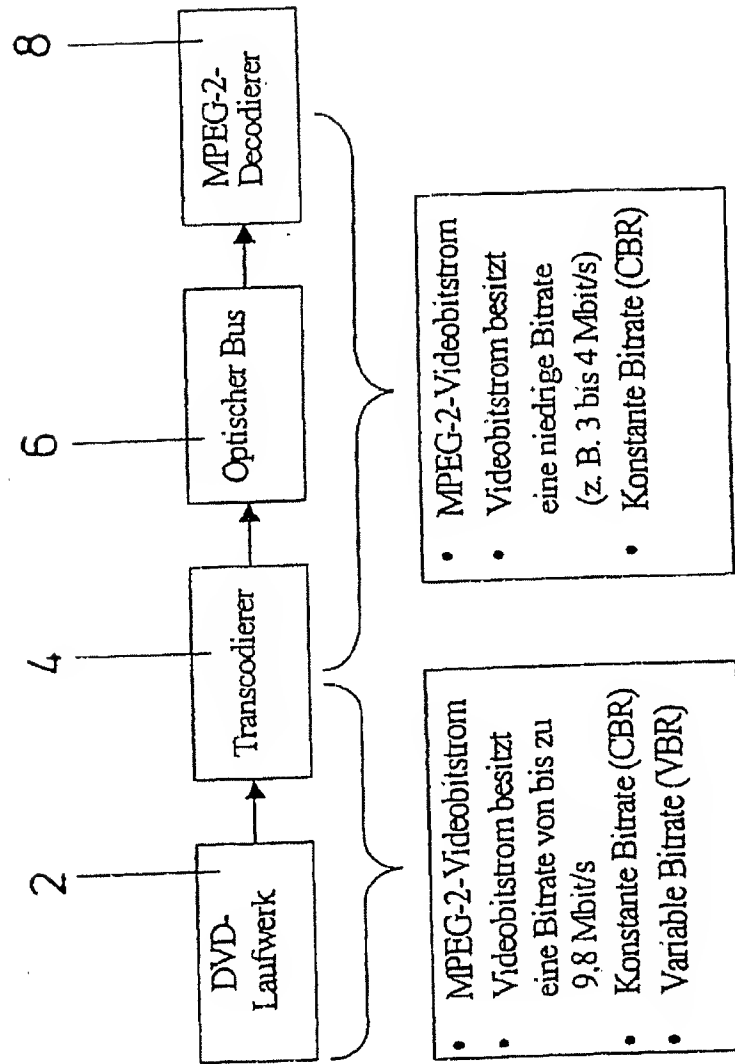 2
4
6
8
DVD-
Laufwerk
Transcodierer
Optischer Bus
MPEG-2-
Decodierer
• MPEG-2-Videobitstrom
• Videobitstrom besitzt
eine Bitrate von bis zu
9,8 Mbit/s
• Konstante Bitrate (CBR)
• Variable Bitrate (VBR)
• MPEG-2-Videobitstrom
• Videobitstrom besitzt
eine niedrige Bitrate
(z. B. 3 bis 4 Mbit/s)
• Konstante Bitrate (CBR)